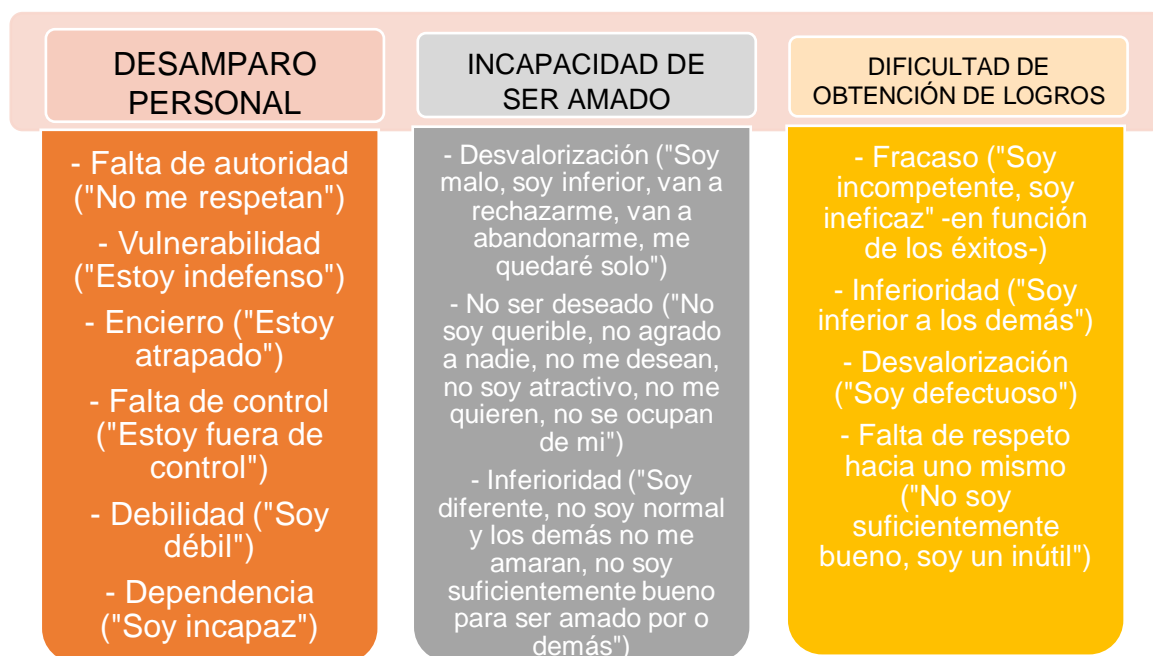 DESAMPARO
PERSONAL
- Falta de autoridad
("No me respetan")
- Vulnerabilidad
("Estoy indefenso")
- Encierro ("Estoy
atrapado")
- Falta de control
("Estoy fuera de
control")
- Debilidad ("Soy
débil")
- Dependencia
("Soy incapaz")
INCAPACIDAD DE
SER AMADO
- Desvalorización ("Soy
malo, soy inferior, van a
rechazarme, van a
abandonarme, me
quedaré solo")
- No ser deseado ("No
soy querible, no agrado
a nadie, no me desean,
no soy atractivo, no me
quieren, no se ocupan
de mi")
- Inferioridad ("Soy
diferente, no soy normal
y los demás no me
amaran, no soy
suficientemente bueno
para ser amado por o
demás")
DIFICULTAD DE
OBTENCIÓN DE LOGROS
- Fracaso ("Soy
incompetente, soy
ineficaz" -en función
de los éxitos-)
- Inferioridad ("Soy
inferior a los demás")
- Desvalorización
("Soy defectuoso")
- Falta de respeto
hacia uno mismo
("No soy
suficientemente
bueno, soy un inútil")